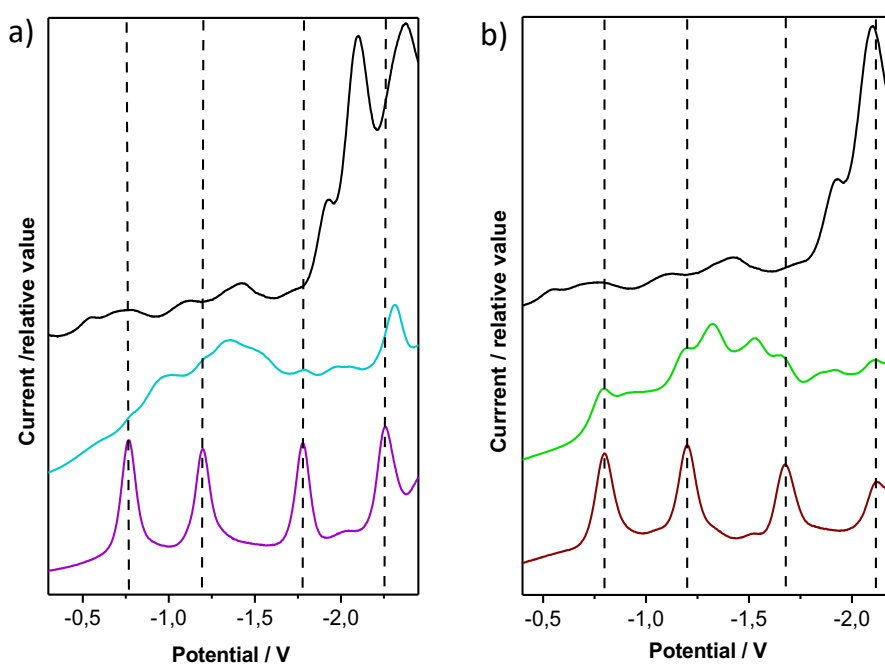 a)
Current /relative value
-0,5 -1,0 -1,5 -2,0
Potential / V
b)
Currrent / relative value
-0,5 -1,0 -1,5 -2,0
Potential / V